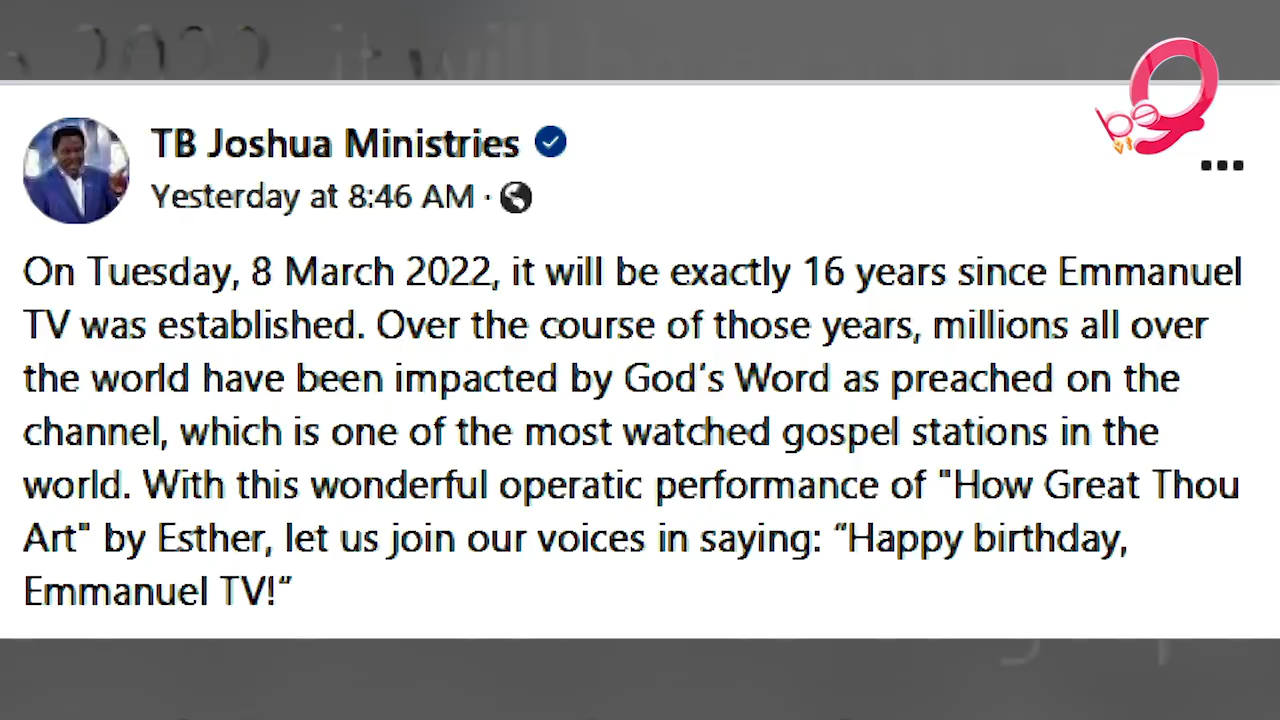 TB Joshua Ministries
Yesterday at 8:46 AM ·
On Tuesday, 8 March 2022, it will be exactly 16 years since Emmanuel
TV was established. Over the course of those years, millions all over
the world have been impacted by God's Word as preached on the
channel, which is one of the most watched gospel stations in the
world. With this wonderful operatic performance of "How Great Thou
Art" by Esther, let us join our voices in saying: “Happy birthday,
Emmanuel TV!“